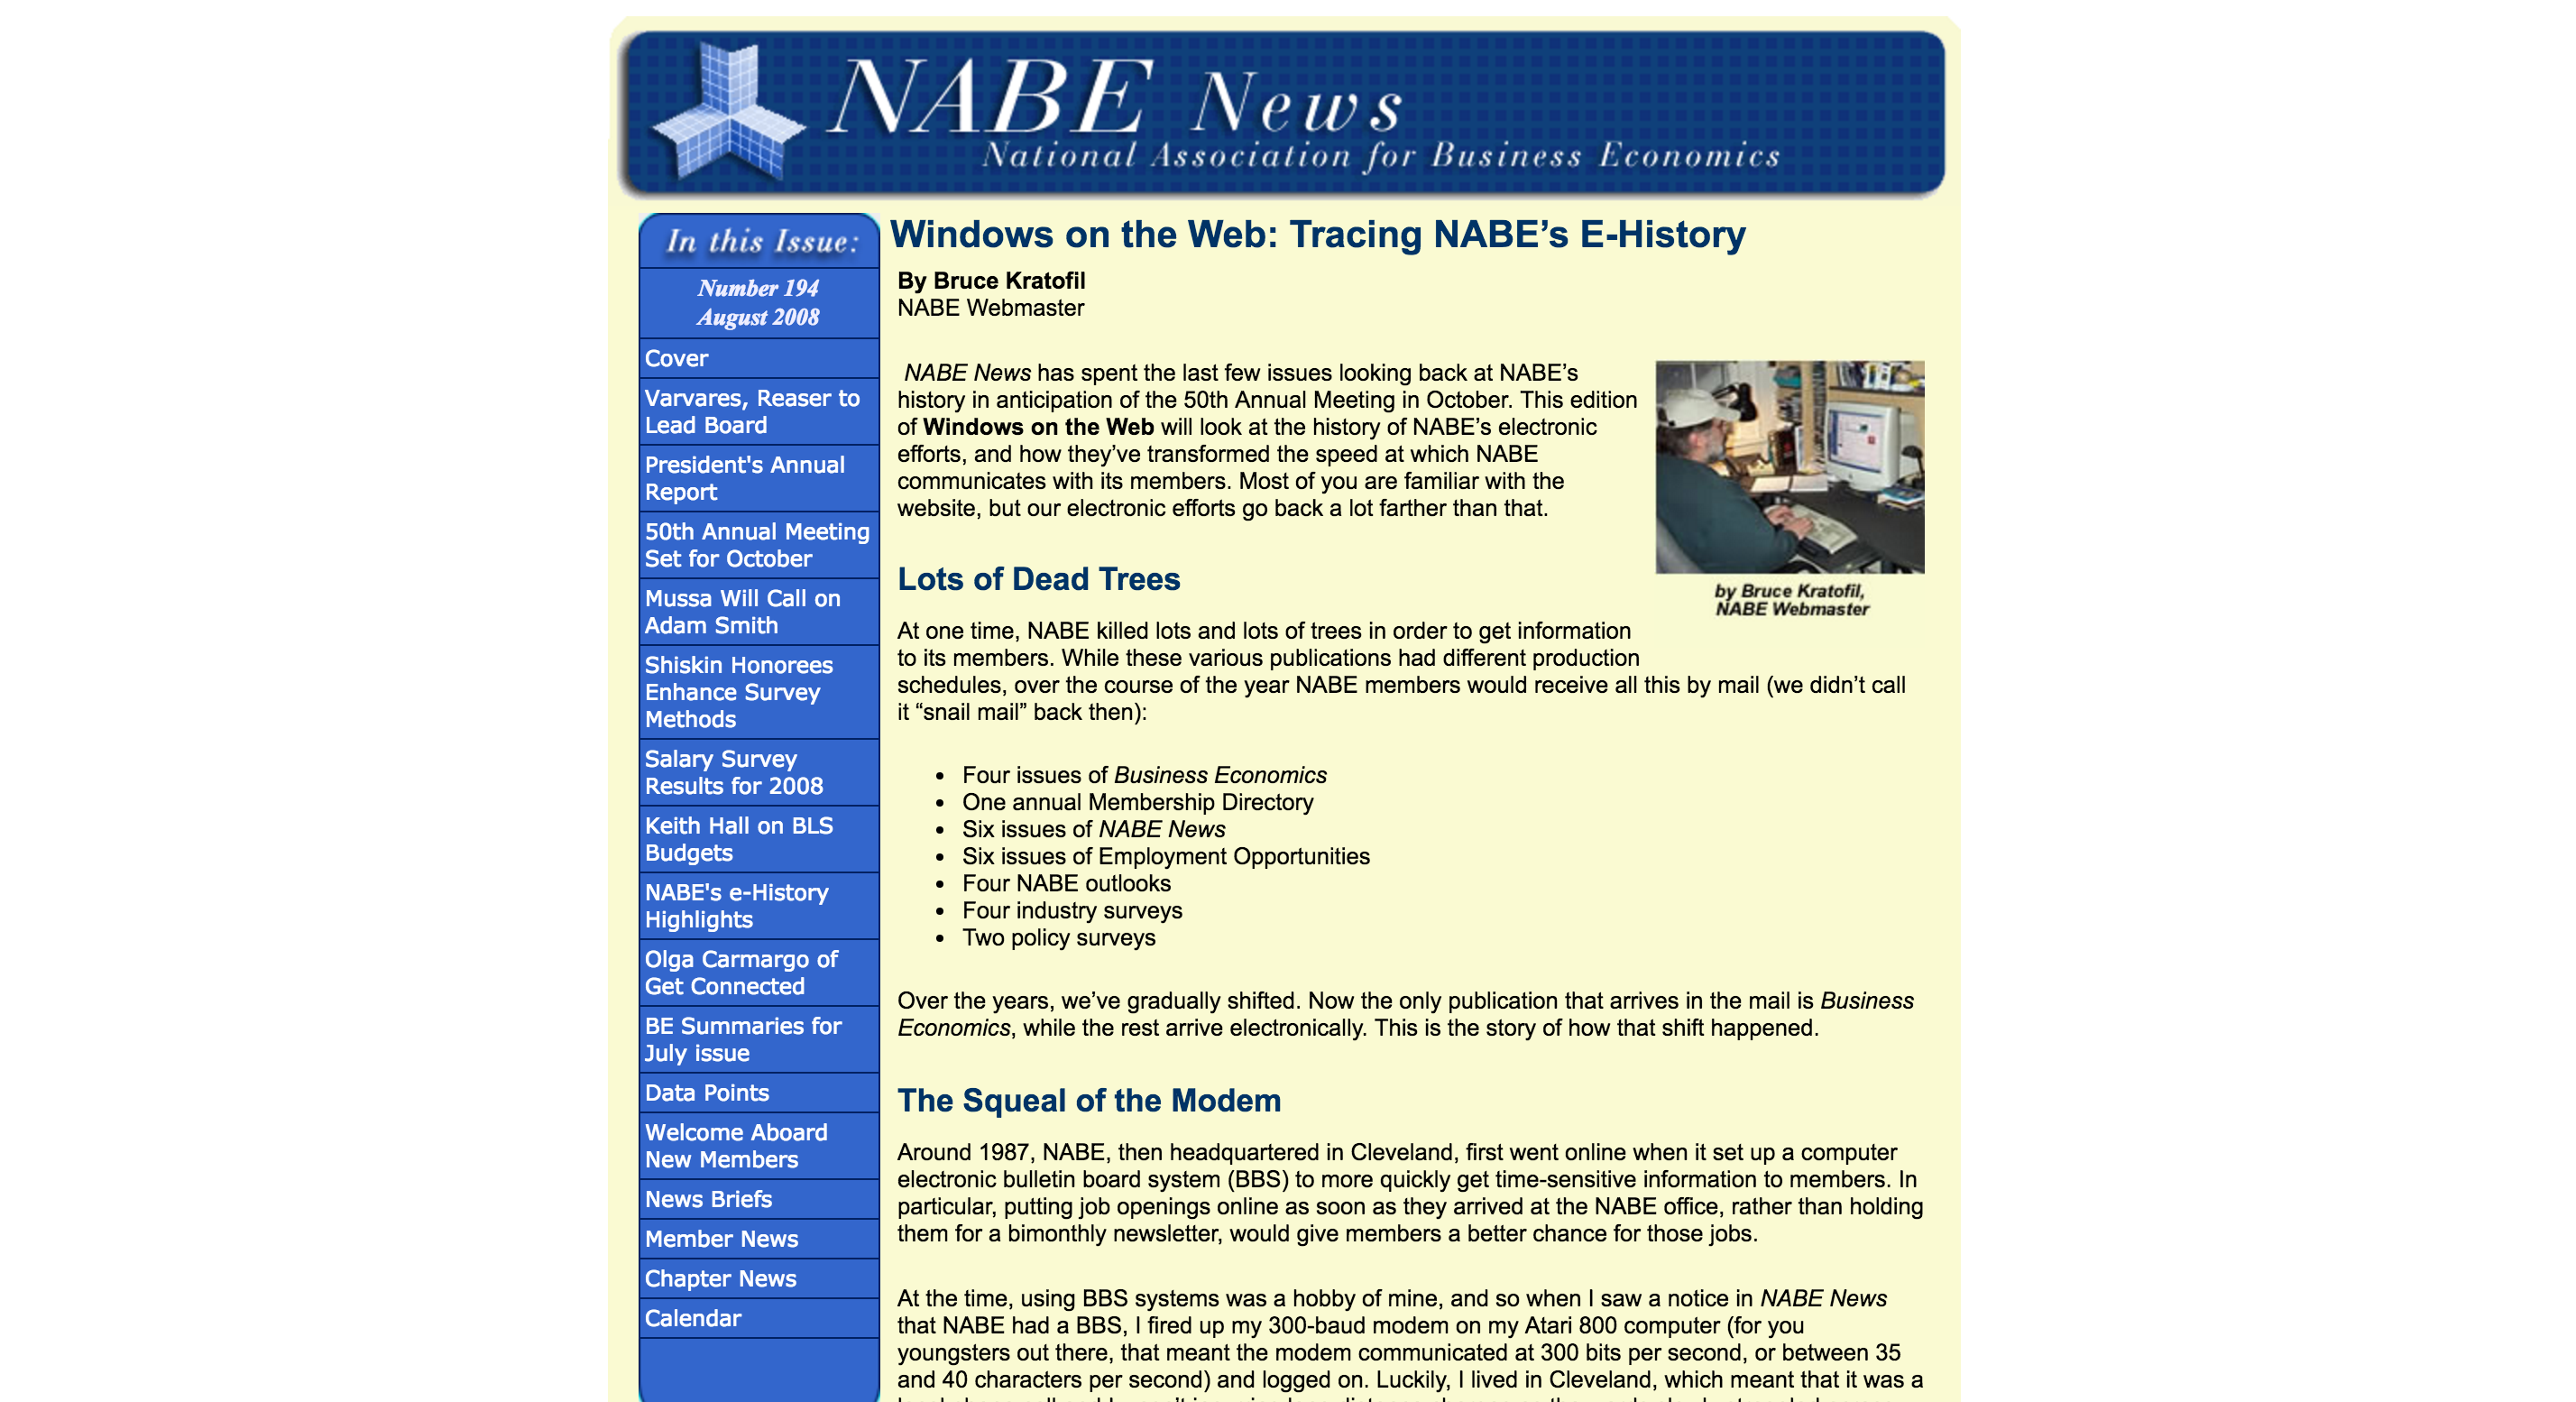 NABE News
National Association for Business Economics
In this Issue:
Number 194
August 2008
Cover
Varvares, Reaser to
Lead Board
President's Annual
Report
50th Annual Meeting
Set for October
Mussa Will Call on
Adam Smith
Shiskin Honorees
Enhance Survey
Methods
Salary Survey
Results for 2008
Keith Hall on BLS
Budgets
NABE's e-History
Highlights
Olga Carmargo of
Get Connected
BE Summaries for
July issue
Data Points
Welcome Aboard
New Members
News Briefs
Member News
Chapter News
Calendar
Windows on the Web: Tracing NABE’s E-History
By Bruce Kratofil
NABE Webmaster
NABE News has spent the last few issues looking back at NABE’s
history in anticipation of the 50th Annual Meeting in October. This edition
of Windows on the Web will look at the history of NABE’s electronic
efforts, and how they’ve transformed the speed at which NABE
communicates with its members. Most of you are familiar with the
website, but our electronic efforts go back a lot farther than that.
by Bruce Kratofil,
NABE Webmaster
Lots of Dead Trees
At one time, NABE killed lots and lots of trees in order to get information
to its members. While these various publications had different production
schedules, over the course of the year NABE members would receive all this by mail (we didn’t call
it “snail mail” back then):
• Four issues of Business Economics
• One annual Membership Directory
• Six issues of NABE News
• Six issues of Employment Opportunities
• Four NABE outlooks
• Four industry surveys
• Two policy surveys
Over the years, we’ve gradually shifted. Now the only publication that arrives in the mail is Business
Economics, while the rest arrive electronically. This is the story of how that shift happened.
The Squeal of the Modem
Around 1987, NABE, then headquartered in Cleveland, first went online when it set up a computer
electronic bulletin board system (BBS) to more quickly get time-sensitive information to members. In
particular, putting job openings online as soon as they arrived at the NABE office, rather than holding
them for a bimonthly newsletter, would give members a better chance for those jobs.
At the time, using BBS systems was a hobby of mine, and so when I saw a notice in NABE News
that NABE had a BBS, I fired up my 300-baud modem on my Atari 800 computer (for you
youngsters out there, that meant the modem communicated at 300 bits per second, or between 35
and 40 characters per second) and logged on. Luckily, I lived in Cleveland, which meant that it was a